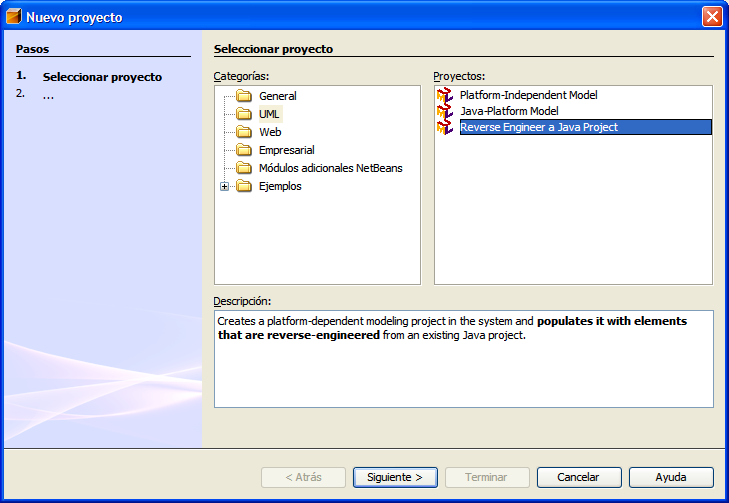 Nuevo proyecto
Pasos
1. Seleccionar proyecto
2. ...
Seleccionar proyecto
Categorías:
General
UML
Web
Empresarial
Módulos adicionales NetBeans
Ejemplos
Proyectos:
Platform-Independent Model
Java-Platform Model
Reverse Engineer a Java Project
Descripción:
Creates a platform-dependent modeling project in the system and populates it with elements
that are reverse-engineered from an existing Java project.
< Atrás
Siguiente >
Terminar
Cancelar
Ayuda